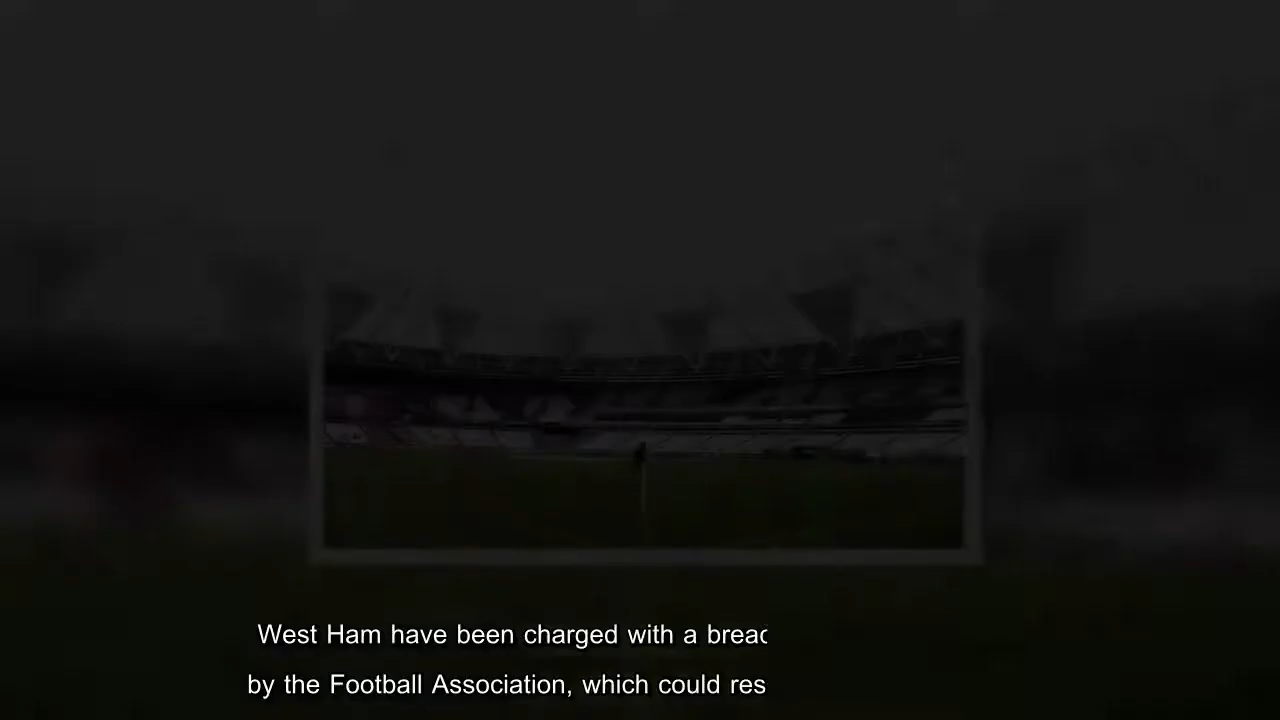 West Ham have been charged with a breac
by the Football Association, which could res